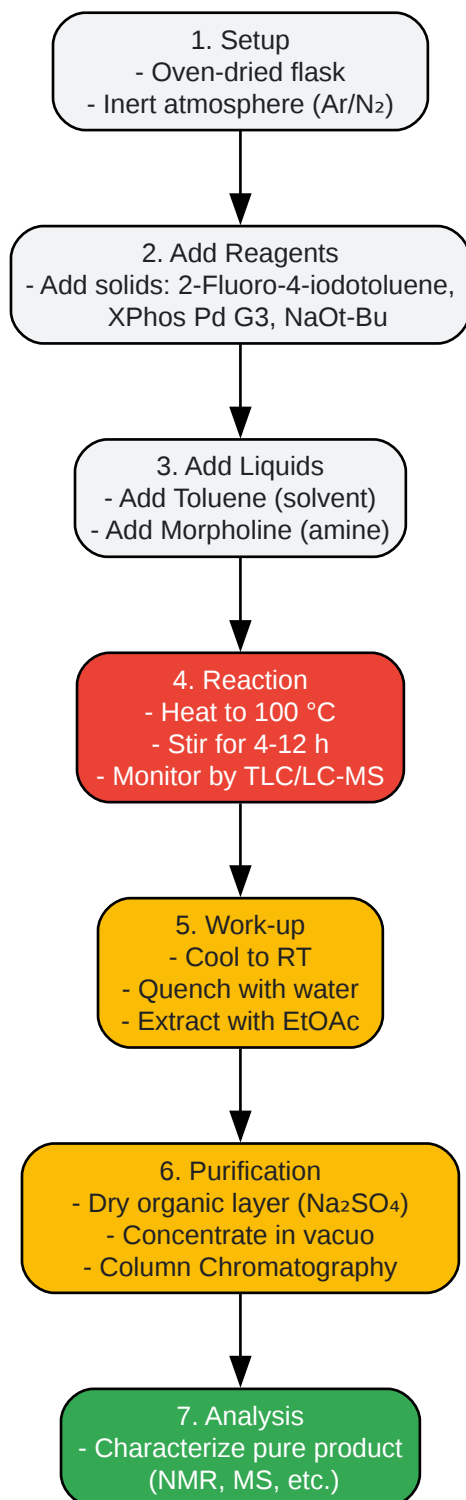 1. Setup
- Oven-dried flask
- Inert atmosphere (Ar/N₂)
2. Add Reagents
- Add solids: 2-Fluoro-4-iodotoluene,
XPhos Pd G3, NaOt-Bu
3. Add Liquids
- Add Toluene (solvent)
- Add Morpholine (amine)
4. Reaction
- Heat to 100 °C
- Stir for 4-12 h
- Monitor by TLC/LC-MS
5. Work-up
- Cool to RT
- Quench with water
- Extract with EtOAc
6. Purification
- Dry organic layer (Na₂SO₄)
- Concentrate in vacuo
- Column Chromatography
7. Analysis
- Characterize pure product
(NMR, MS, etc.)